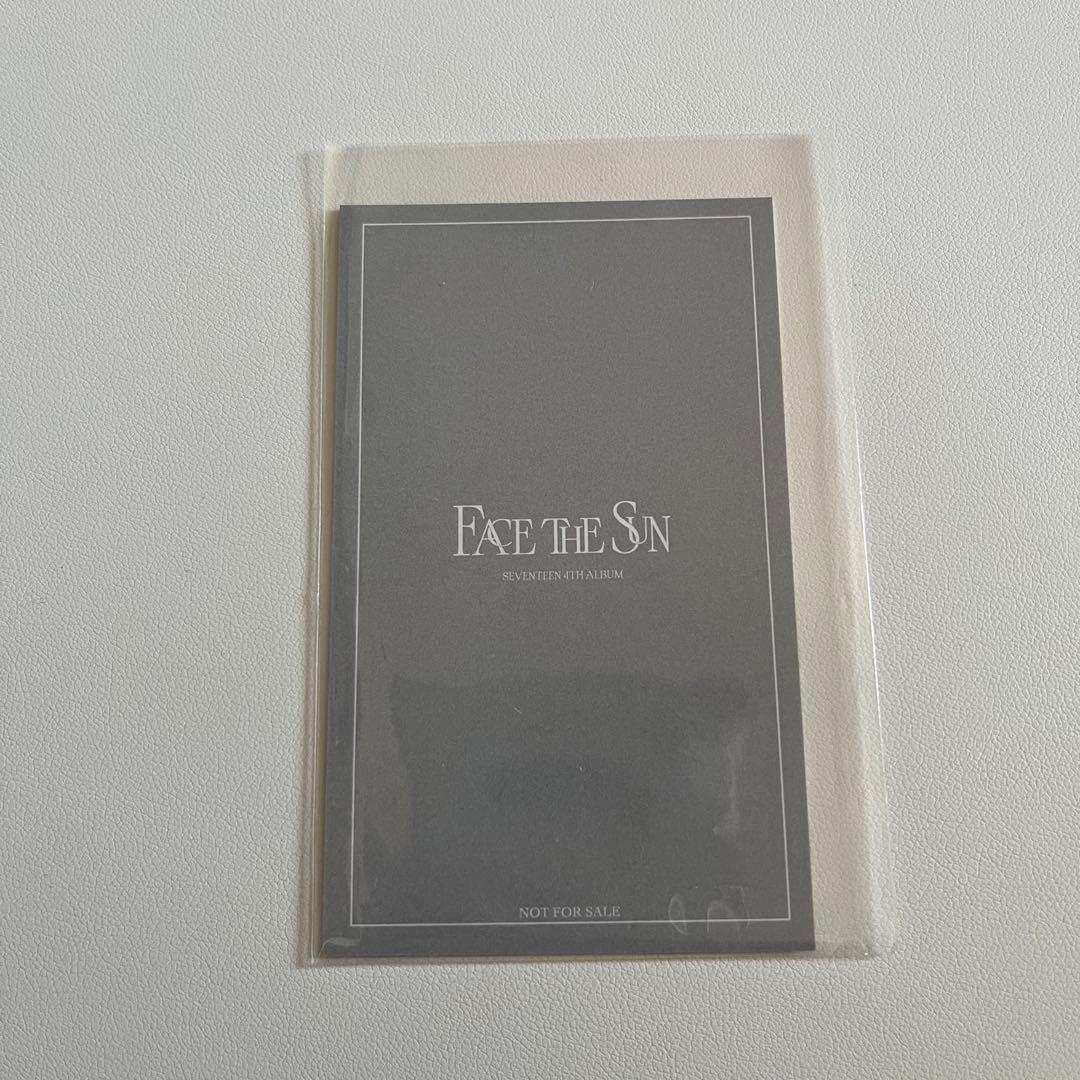 FACE THE SUN
SEVENTEEN 4TH ALBUM
NOT FOR SALE